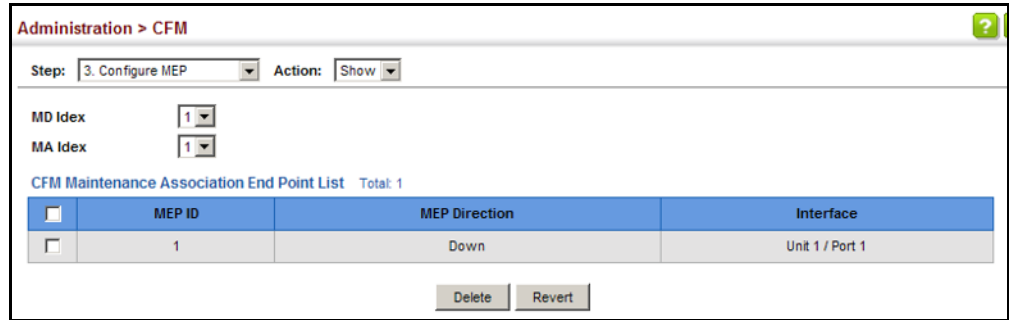 Administration > CFM
?
Step: 3. Configure MEP Action: Show
MD Idex 1
MA Idex 1
CFM Maintenance Association End Point List Total: 1
MEP ID MEP Direction Interface
1 Down Unit 1 / Port 1
Delete Revert